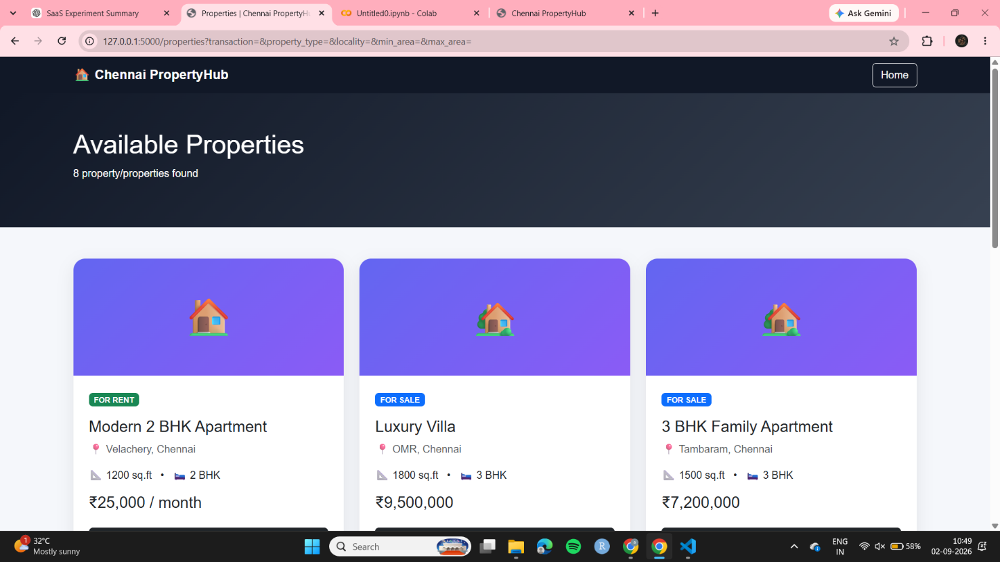 SaaS Experiment Summary
Properties | Chennai PropertyHu
Untitled0.ipynb - Colab
Chennai PropertyHub
Ask Gemini
127.0.0.1:5000/properties?transaction=&property_type=&locality=&min_area=&max_area=
Chennai PropertyHub
Home
Available Properties
8 property/properties found
FOR RENT
Modern 2 BHK Apartment
Velachery, Chennai
1200 sq.ft • 2 BHK
₹25,000 / month
FOR SALE
Luxury Villa
OMR, Chennai
1800 sq.ft • 3 BHK
₹9,500,000
FOR SALE
3 BHK Family Apartment
Tambaram, Chennai
1500 sq.ft • 3 BHK
₹7,200,000
1
32°C
Mostly sunny
Search
R
ENG
IN
58%
10:49
02-09-2026